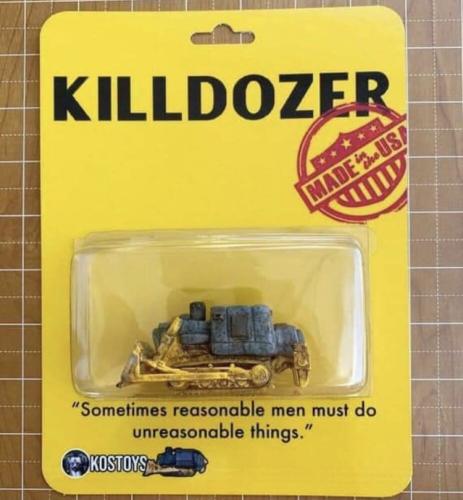 KILLDOZER
MADE in the USA
“Sometimes reasonable men must do
unreasonable things.”
KOSTOYS